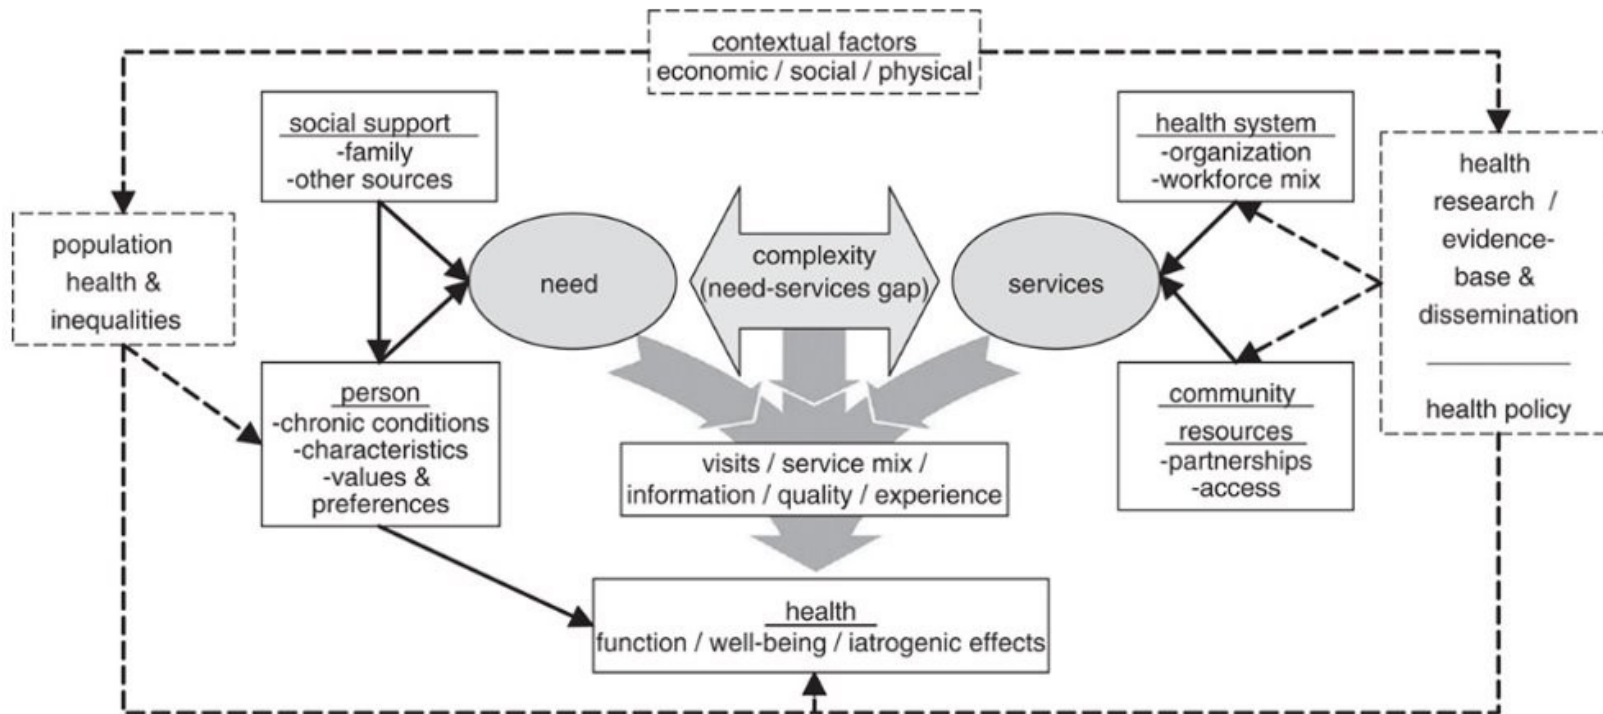 contextual factors
economic / social / physical
social support
-family
-other sources
health system
-organization
-workforce mix
population
health &
inequalities
need
complexity
(need-services gap)
services
health
research /
evidence-
base &
dissemination
health policy
person
-chronic conditions
-characteristics
-values &
preferences
community
resources
-partnerships
-access
visits / service mix /
information / quality / experience
health
function / well-being / iatrogenic effects